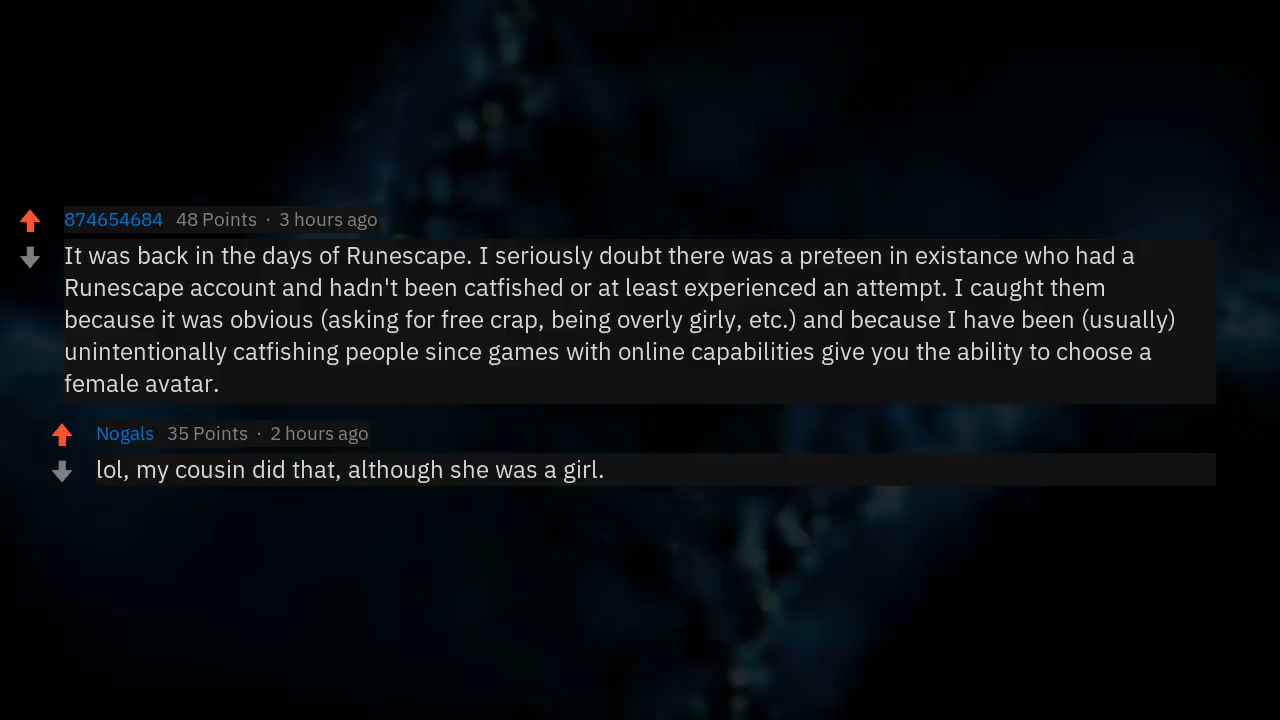 874654684 48 Points · 3 hours ago
It was back in the days of Runescape. I seriously doubt there was a preteen in existance who had a
Runescape account and hadn't been catfished or at least experienced an attempt. I caught them
because it was obvious (asking for free crap, being overly girly, etc.) and because I have been (usually)
unintentionally catfishing people since games with online capabilities give you the ability to choose a
female avatar.
Nogals 35 Points · 2 hours ago
lol, my cousin did that, although she was a girl.